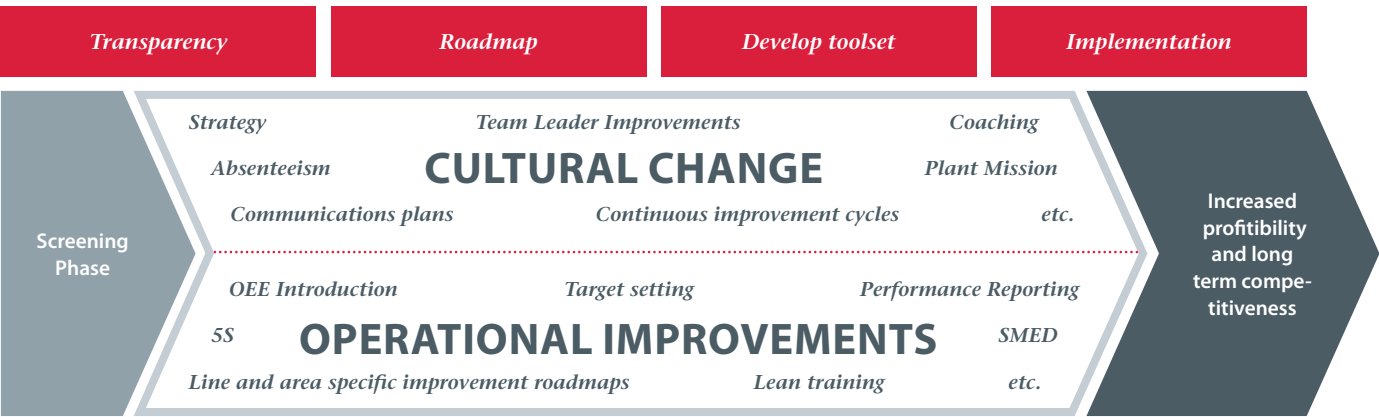 Transparency
Roadmap
Develop toolset
Implementation
Screening
Phase
Strategy
Team Leader Improvements
Coaching
Absenteeism
CULTURAL CHANGE
Plant Mission
Communications plans
Continuous improvement cycles
etc.
OEE Introduction
Target setting
Performance Reporting
5S
OPERATIONAL IMPROVEMENTS
SMED
Line and area specific improvement roadmaps
Lean training
etc.
Increased
profitibility
and long
term compe-
titiveness